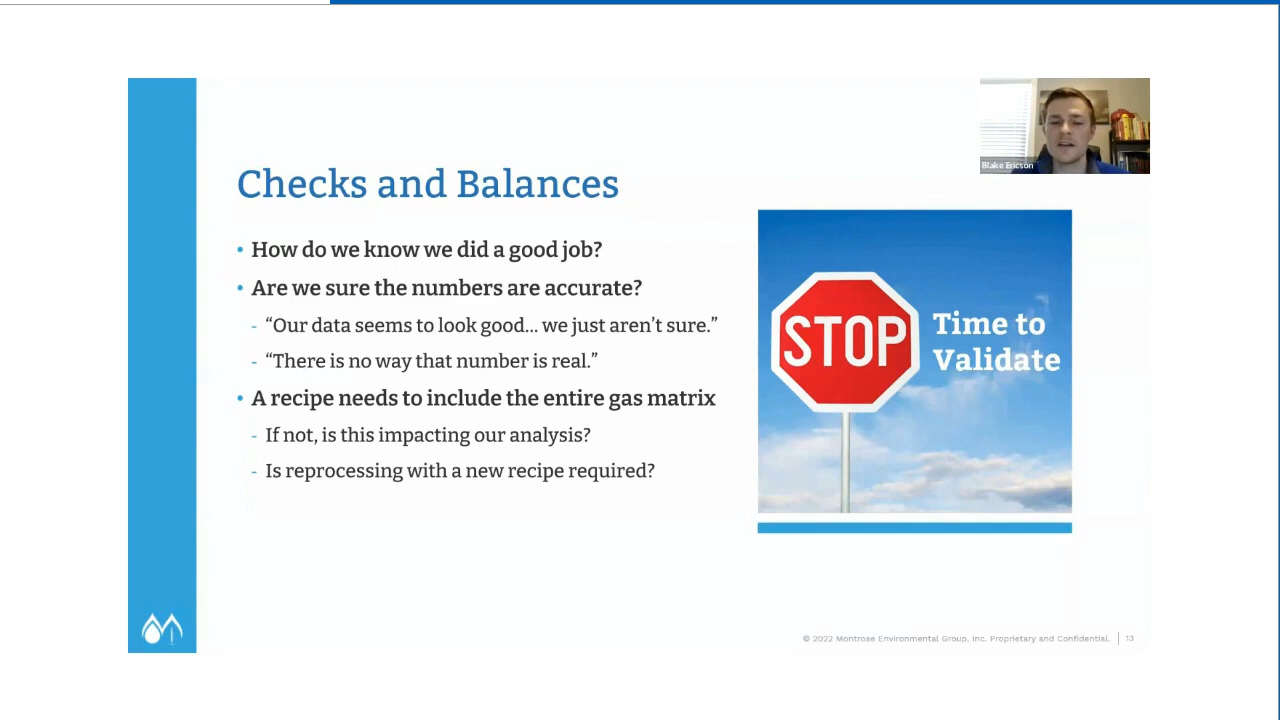 Blake Ericson
Checks and Balances
• How do we know we did a good job?
• Are we sure the numbers are accurate?
- “Our data seems to look good... we just aren’t sure.”
- “There is no way that number is real.”
• A recipe needs to include the entire gas matrix
- If not, is this impacting our analysis?
- Is reprocessing with a new recipe required?
STOP
Time to
Validate
© 2022 Montrose Environmental Group, Inc. Proprietary and Confidential. | 13